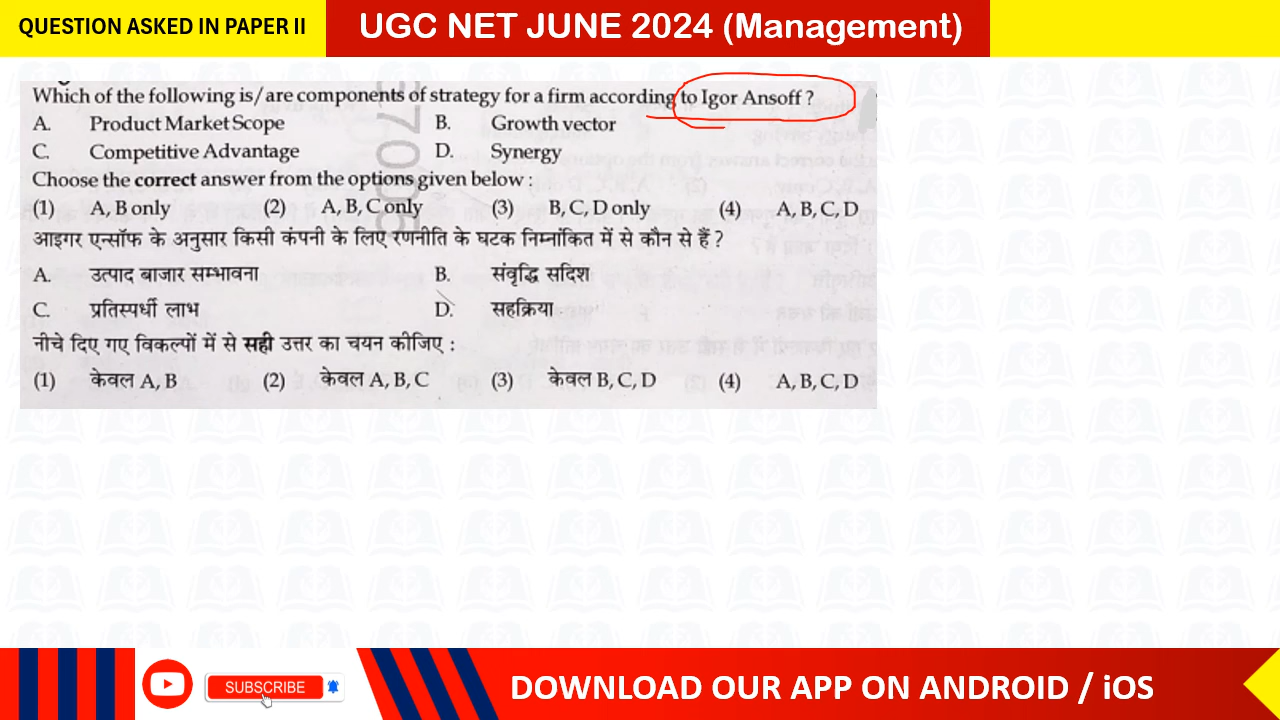 QUESTION ASKED IN PAPER II
UGC NET JUNE 2024 (Management)
Which of the following is/are components of strategy for a firm according to Igor Ansoff ?
A. Product Market Scope B. Growth vector
C. Competitive Advantage D. Synergy
Choose the correct answer from the options given below :
(1) A, B only (2) A, B, C only (3) B, C, D only (4) A, B, C, D
आइगर एन्सॉफ के अनुसार किसी कंपनी के लिए रणनीति के घटक निम्नांकित में से कौन से हैं ?
A. उत्पाद बाजार सम्भावना B. संवृद्धि सदिश
C. प्रतिस्पर्धी लाभ D. सहक्रिया
नीचे दिए गए विकल्पों में से सही उत्तर का चयन कीजिए :
(1) केवल A, B (2) केवल A, B, C (3) केवल B, C, D (4) A, B, C, D
SUBSCRIBE
DOWNLOAD OUR APP ON ANDROID / iOS